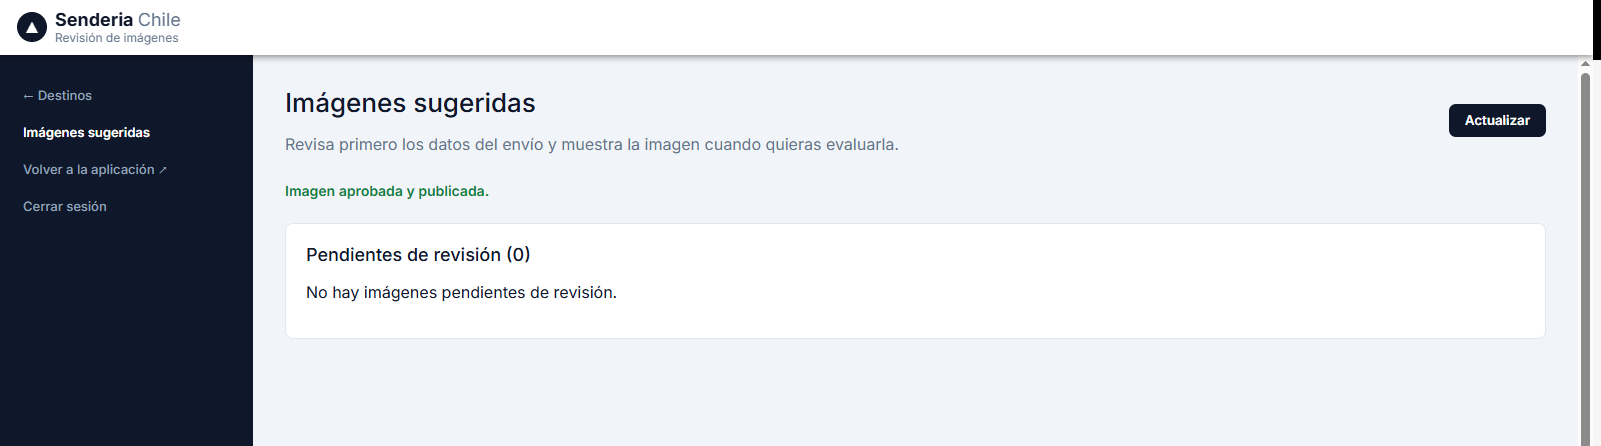 Senderia Chile
Revisión de imágenes
← Destinos
Imágenes sugeridas
Volver a la aplicación ↗
Cerrar sesión
Imágenes sugeridas
Revisa primero los datos del envío y muestra la imagen cuando quieras evaluarla.
Actualizar
Imagen aprobada y publicada.
Pendientes de revisión (0)
No hay imágenes pendientes de revisión.